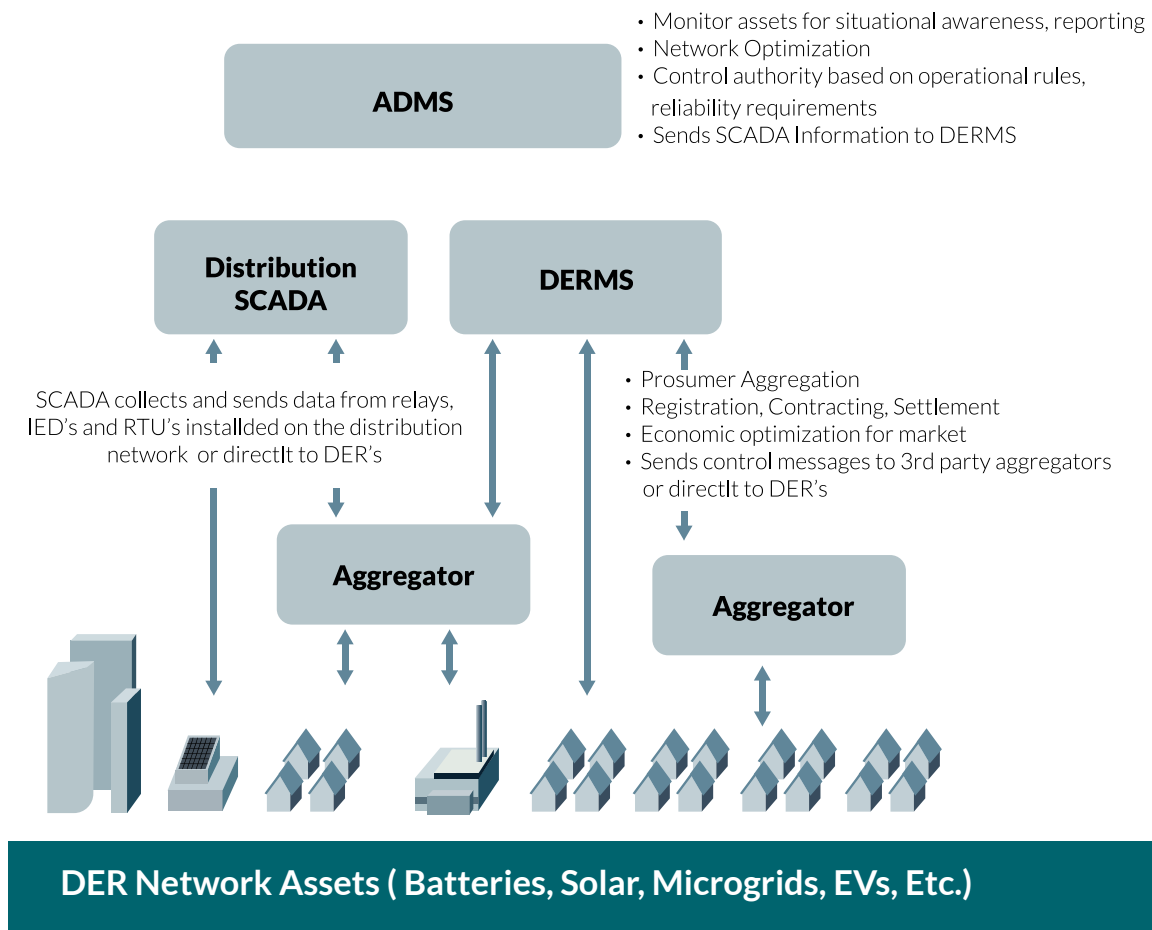 ADMS
• Monitor assets for situational awareness, reporting
• Network Optimization
• Control authority based on operational rules,
reliability requirements
• Sends SCADA Information to DERMS
Distribution
SCADA
DERMS
SCADA collects and sends data from relays,
IED's and RTU's installded on the distribution
network or directlt to DER's
• Prosumer Aggregation
• Registration, Contracting, Settlement
• Economic optimization for market
• Sends control messages to 3rd party aggregators
or directlt to DER's
Aggregator
Aggregator
DER Network Assets ( Batteries, Solar, Microgrids, EVs, Etc.)